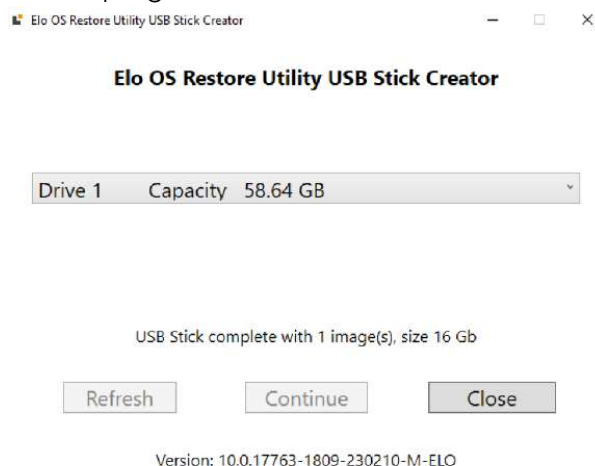 Elo OS Restore Utility USB Stick Creator
Elo OS Restore Utility USB Stick Creator
Drive 1 Capacity 58.64 GB
USB Stick complete with 1 image(s), size 16 Gb
Refresh Continue Close
Version: 10.0.17763-1809-230210-M-ELO